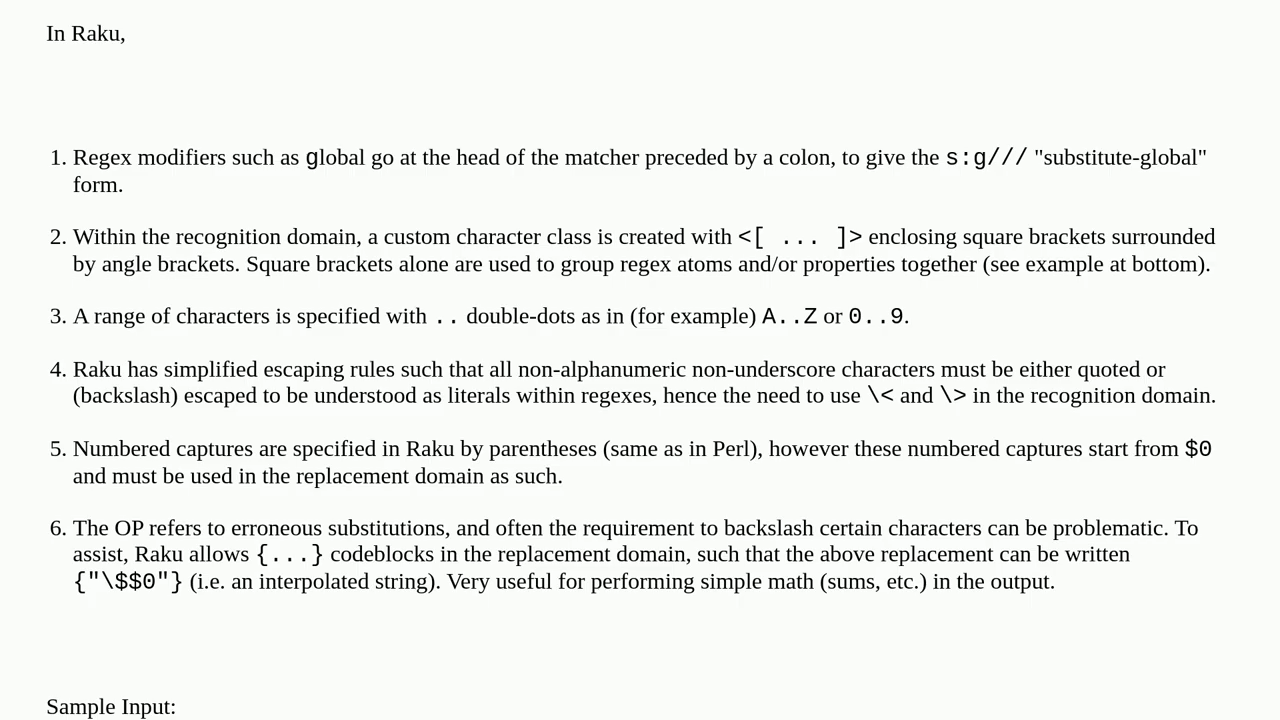 In Raku,
1. Regex modifiers such as global go at the head of the matcher preceded by a colon, to give the s:g/// "substitute-global"
form.
2. Within the recognition domain, a custom character class is created with <[ ... ]> enclosing square brackets surrounded
by angle brackets. Square brackets alone are used to group regex atoms and/or properties together (see example at bottom).
3. A range of characters is specified with .. double-dots as in (for example) A..Z or 0..9.
4. Raku has simplified escaping rules such that all non-alphanumeric non-underscore characters must be either quoted or
(backslash) escaped to be understood as literals within regexes, hence the need to use \< and \> in the recognition domain.
5. Numbered captures are specified in Raku by parentheses (same as in Perl), however these numbered captures start from $0
and must be used in the replacement domain as such.
6. The OP refers to erroneous substitutions, and often the requirement to backslash certain characters can be problematic. To
assist, Raku allows {...} codeblocks in the replacement domain, such that the above replacement can be written
{"\$$0"} (i.e. an interpolated string). Very useful for performing simple math (sums, etc.) in the output.
Sample Input: